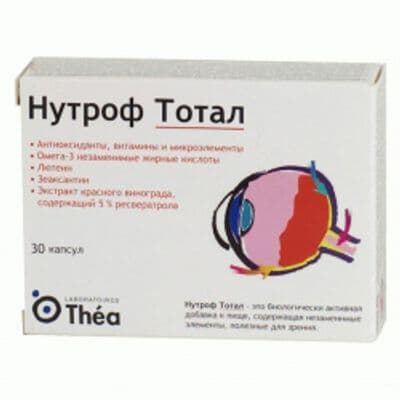 Нутроф Тотал
• Антиоксиданты, витамины и микроэлементы
• Омега-3 незаменимые жирные кислоты
• Лютеин
• Зеаксантин
• Экстракт красного винограда,
содержащий 5 % ресвератрола
30 капсул
LABORATOIRES
Théa
Нутроф Тотал - это биологически активная
добавка к пище, содержащая незаменимые
элементы, полезные для зрения.